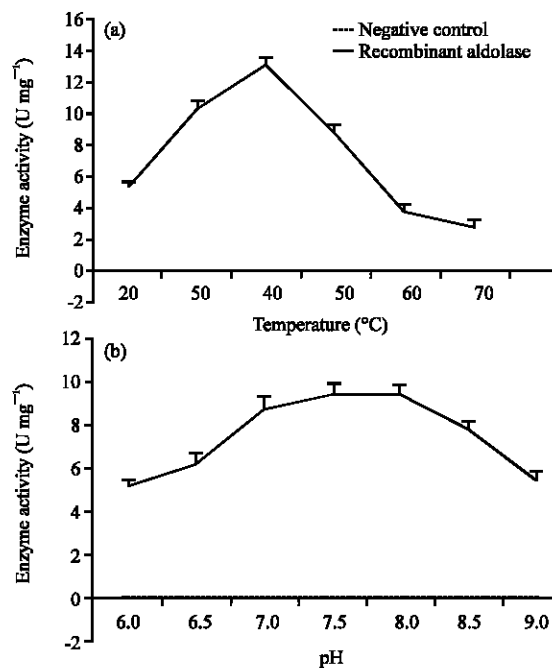 (a)
Negative control
Recombinant aldolase
Enzyme activity (U mg⁻¹)
16
14
12
10
8
6
4
2
0
-2
20 50 40 50 60 70
Temperature (°C)
(b)
Enzyme activity (U mg⁻¹)
12
10
8
6
4
2
0
-2
6.0 6.5 7.0 7.5 8.0 8.5 9.0
pH